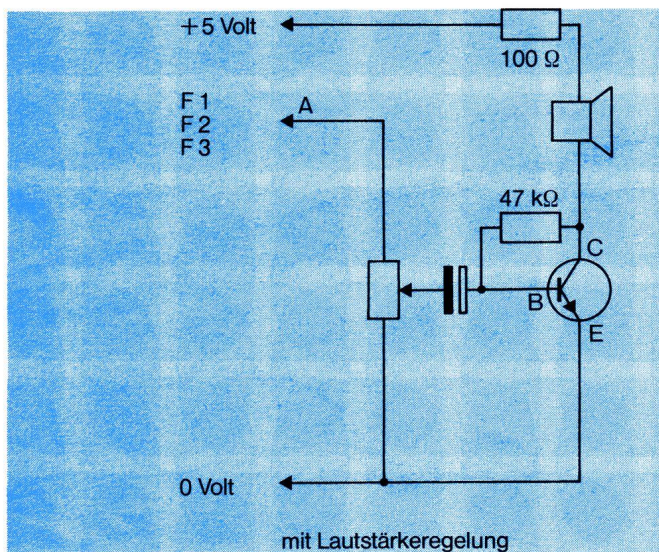 +5 Volt
100 Ω
F 1
A
F 2
F 3
47 kΩ
C
B
E
0 Volt
mit Lautstärkeregelung